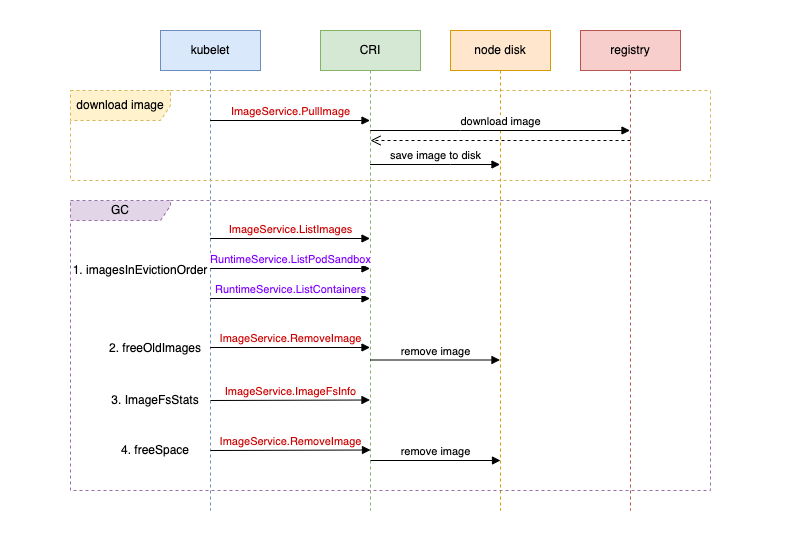 kubelet
CRI
node disk
registry
download image
ImageService.PullImage
download image
save image to disk
GC
ImageService.ListImages
1. imagesInEvictionOrder
RuntimeService.ListPodSandbox
RuntimeService.ListContainers
2. freeOldImages
ImageService.RemoveImage
remove image
3. ImageFsStats
ImageService.ImageFsInfo
4. freeSpace
ImageService.RemoveImage
remove image